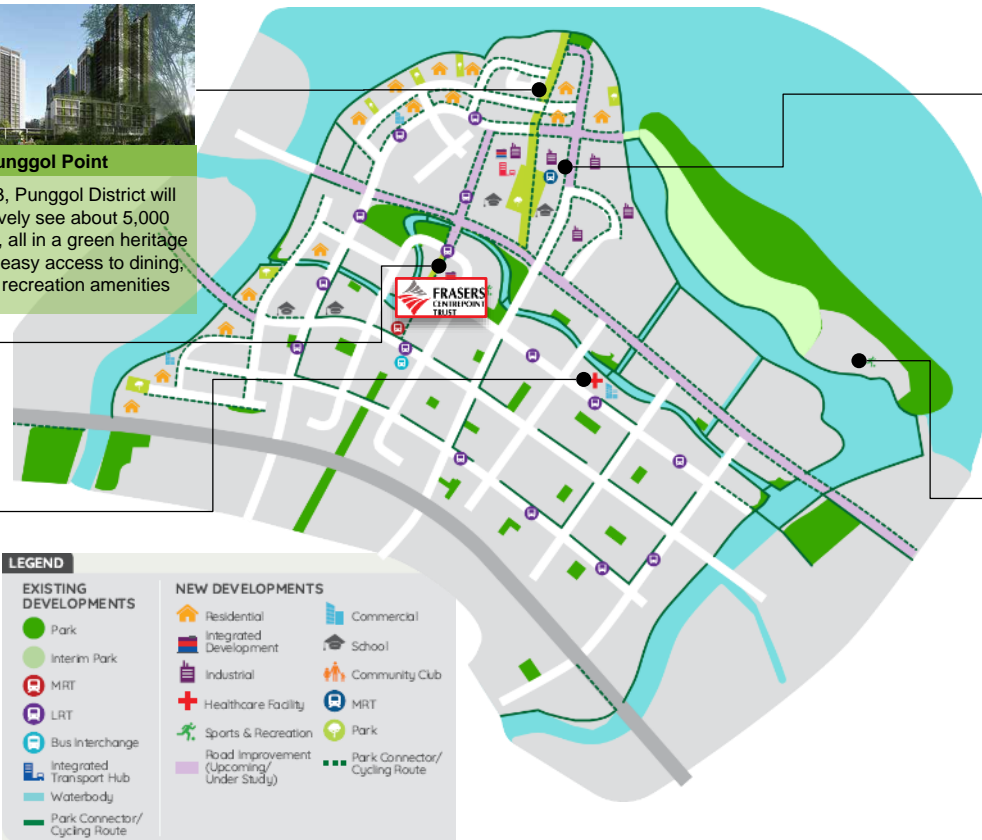 unggol Point
3, Punggol District will
vely see about 5,000
, all in a green heritage
easy access to dining,
recreation amenities
FRASERS
CENTREPOINT
TRUST
LEGEND
EXISTING
DEVELOPMENTS
Park
Interim Park
MRT
LRT
Bus Interchange
Integrated
Transport Hub
Waterbody
Park Connector/
Cycling Route
NEW DEVELOPMENTS
Residential
Integrated
Development
Industrial
Healthcare Facility
Sports & Recreation
Road Improvement
(Upcoming/
Under Study)
Commercial
School
Community Club
MRT
Park
Park Connector/
Cycling Route